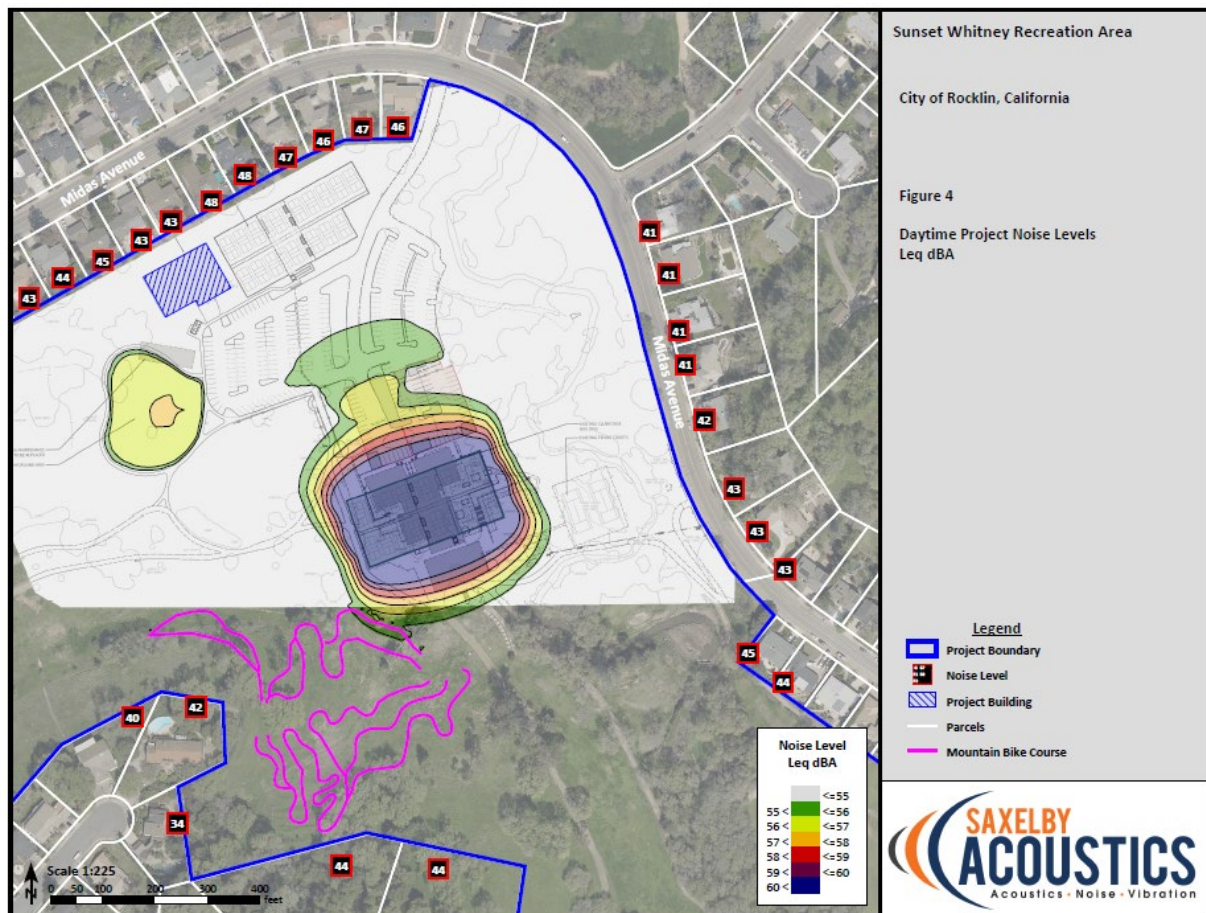 Sunset Whitney Recreation Area
City of Rocklin, California
Figure 4
Daytime Project Noise Levels
Leq dBA
Midas Avenue
46
47
46
47
48
48
43
43
45
44
43
41
41
41
41
Midas Avenue
42
43
43
43
45
44
40
42
34
44
44
Scale 1:225
N
0 50 100 200 300 400
feet
Noise Level
Leq dBA
<=55
55 < <=56
56 < <=57
57 < <=58
58 < <=59
59 < <=60
60 <
Legend
Project Boundary
Noise Level
Project Building
Parcels
Mountain Bike Course
SAXELBY
ACOUSTICS
Acoustics • Noise • Vibration